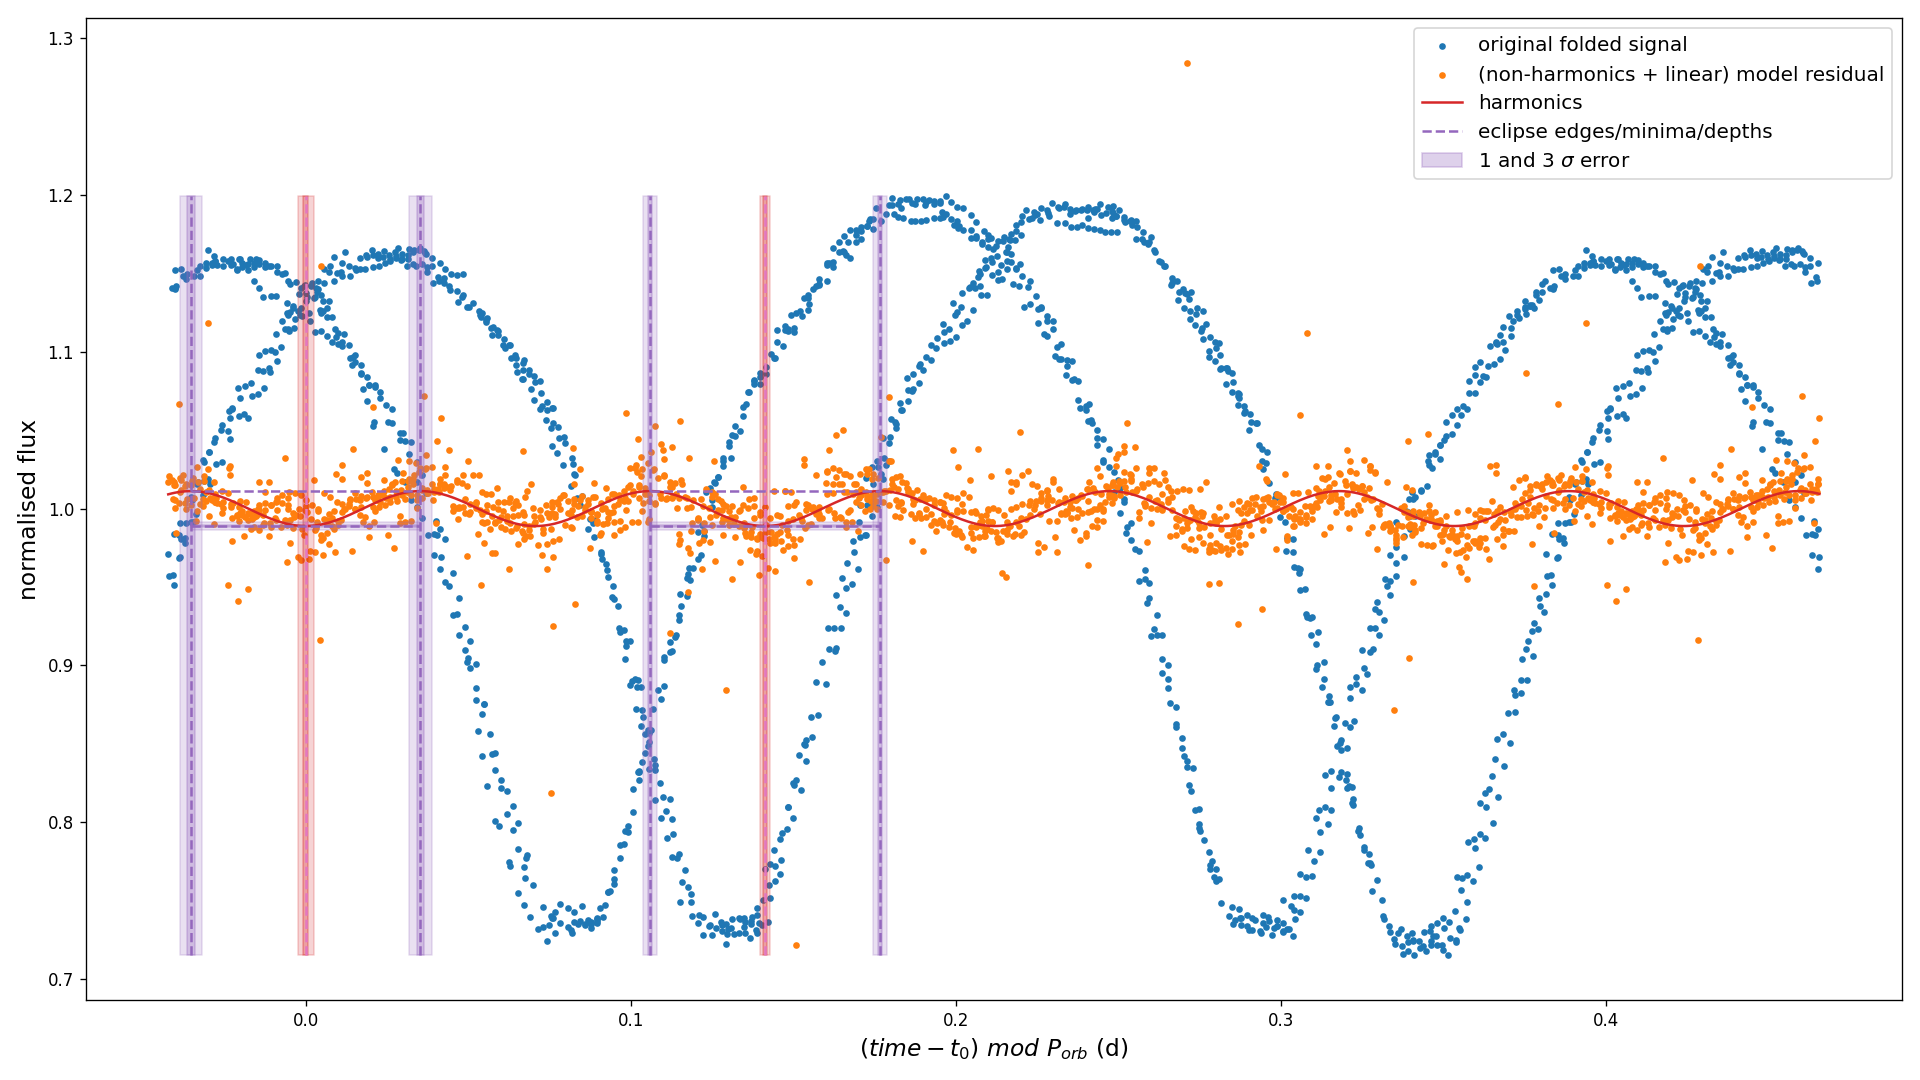 1.3
1.2
1.1
1.0
0.9
0.8
0.7
normalised flux
original folded signal
(non-harmonics + linear) model residual
harmonics
eclipse edges/minima/depths
1 and 3 σ error
0.0 0.1 0.2 0.3 0.4
(time − t₀) mod Pₒᵣb (d)